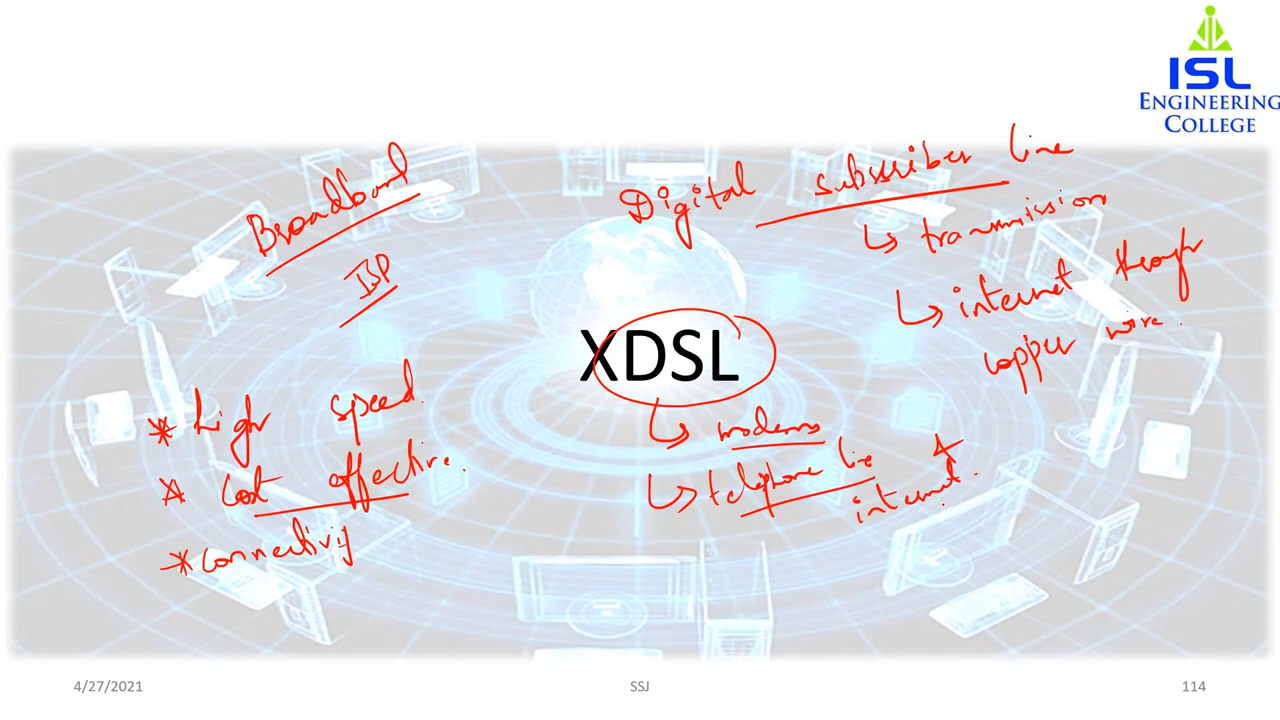 ISL
ENGINEERING
COLLEGE
Broadband
ISP
Digital subscriber line
↳ transmission
↳ internet through
copper wire.
XDSL
↳ modems
↳ telephone line &
internet.
* high speed.
* cost effective.
* connectivity
4/27/2021
SSJ
114